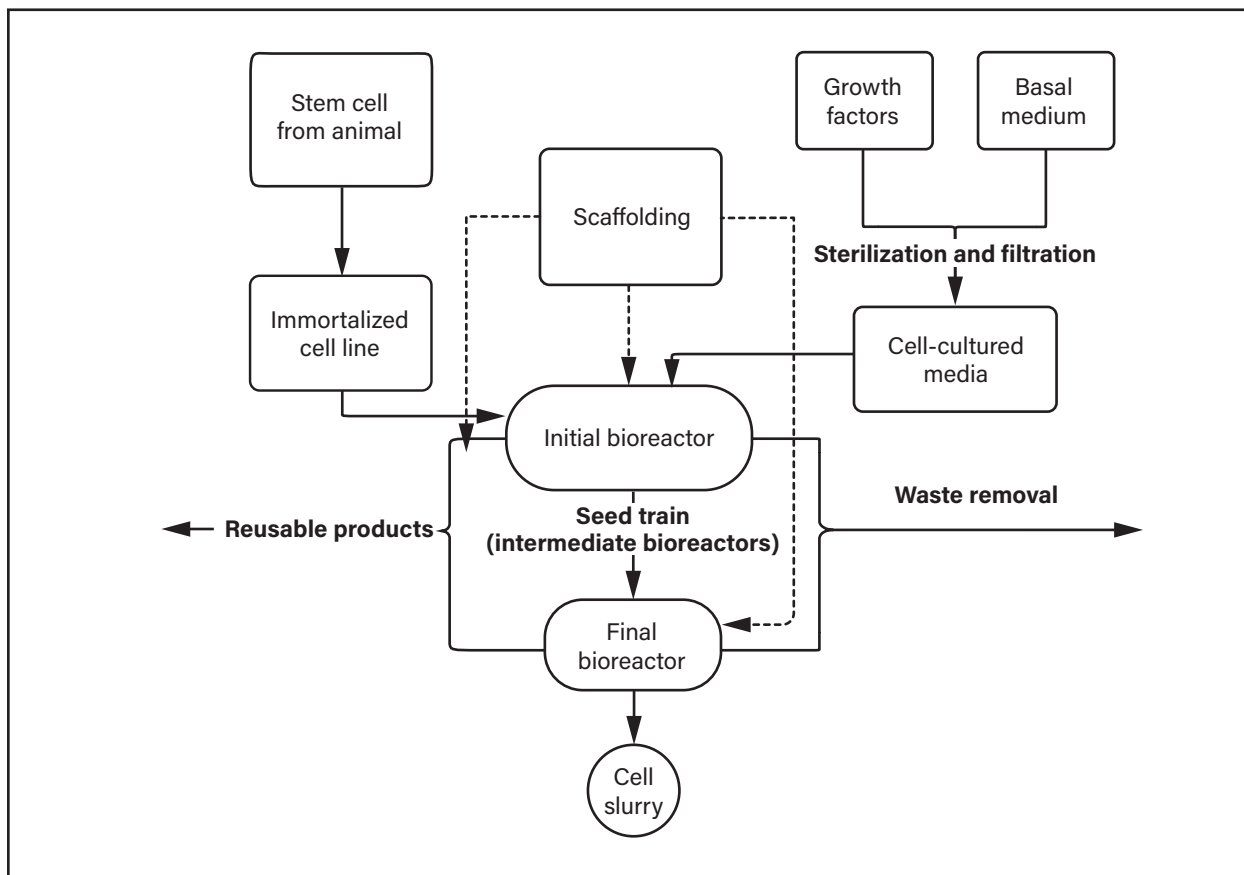 Stem cell
from animal
Growth
factors
Basal
medium
Scaffolding
Sterilization and filtration
Immortalized
cell line
Cell-cultured
media
Initial bioreactor
Waste removal
Reusable products
Seed train
(intermediate bioreactors)
Final
bioreactor
Cell
slurry